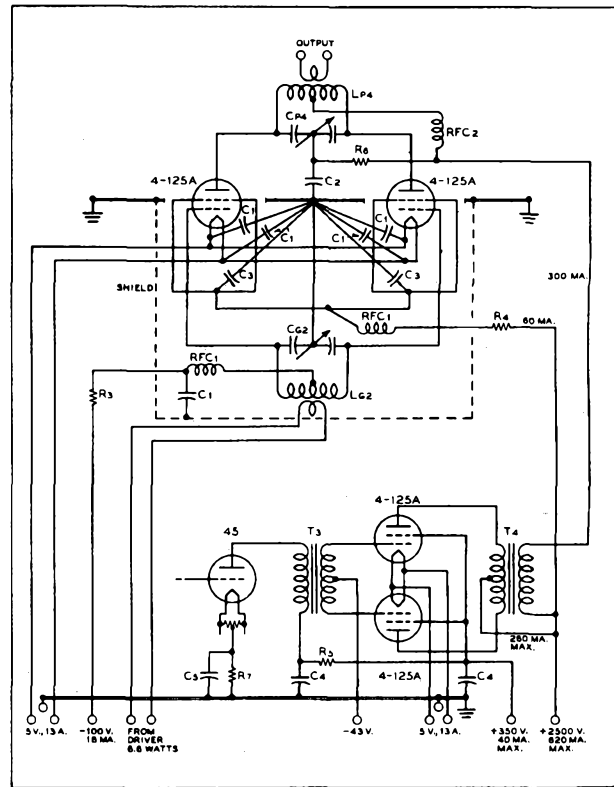 OUTPUT
LP4
CP4
RFC2
R6
4-125A
C2
4-125A
C1
C1
C1
C1
C3
C3
300 MA.
SHIELD
RFC1
R4
60 MA.
CG2
RFC1
C1
LG2
R3
4-125A
45
T3
T4
260 MA.
MAX.
R5
4-125A
C5
R7
C4
C4
5 V., 13 A.
-100 V.
18 MA.
FROM
DRIVER
6.6 WATTS
-43 V.
5 V., 13 A.
+350 V.
40 MA.
MAX.
+2500 V.
620 MA.
MAX.